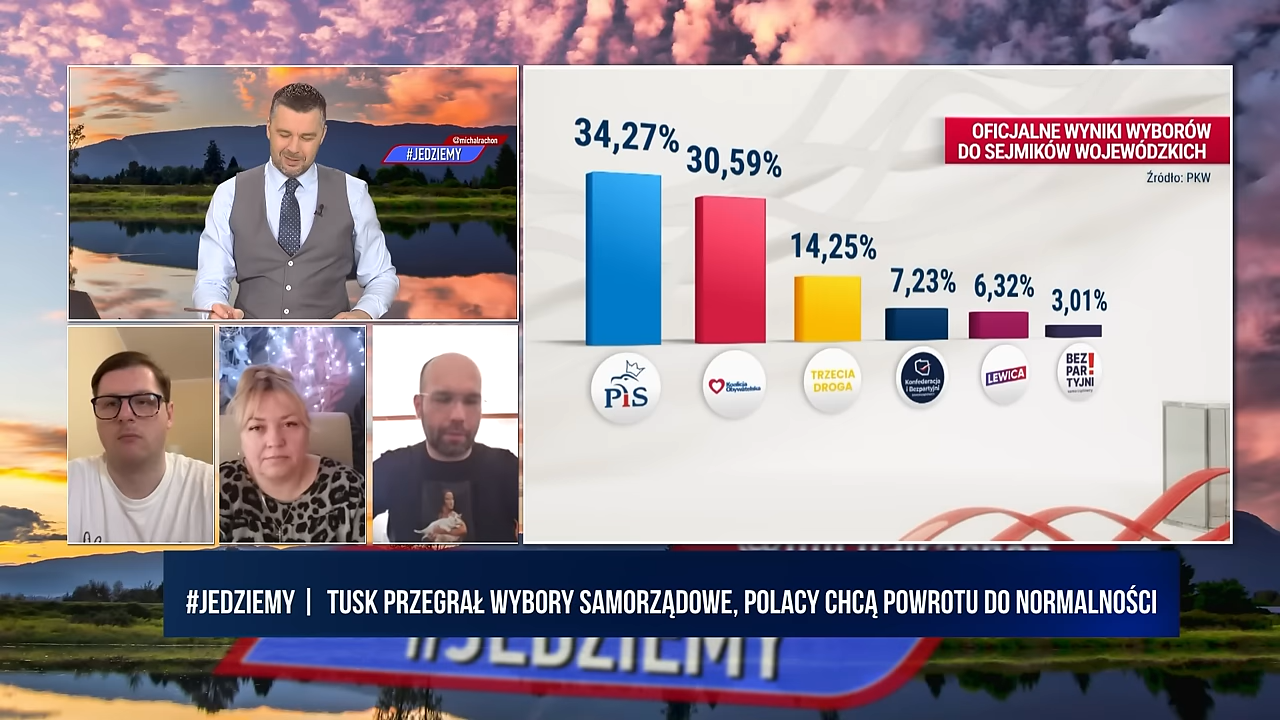 34,27%
30,59%
14,25%
7,23%
6,32%
3,01%
OFICJALNE WYNIKI WYBORÓW
DO SEJMIKÓW WOJEWÓDZKICH
Źródło: PKW
@michalrachon
#JEDZIEMY
PiS
Koalicja
Obywatelska
TRZECIA
DROGA
Konfederacja
i Bezpartyjni
LEWICA
BEZ
PAR
TYJNI
#JEDZIEMY | TUSK PRZEGRAŁ WYBORY SAMORZĄDOWE, POLACY CHCĄ POWROTU DO NORMALNOŚCI
#JEDZIEMY